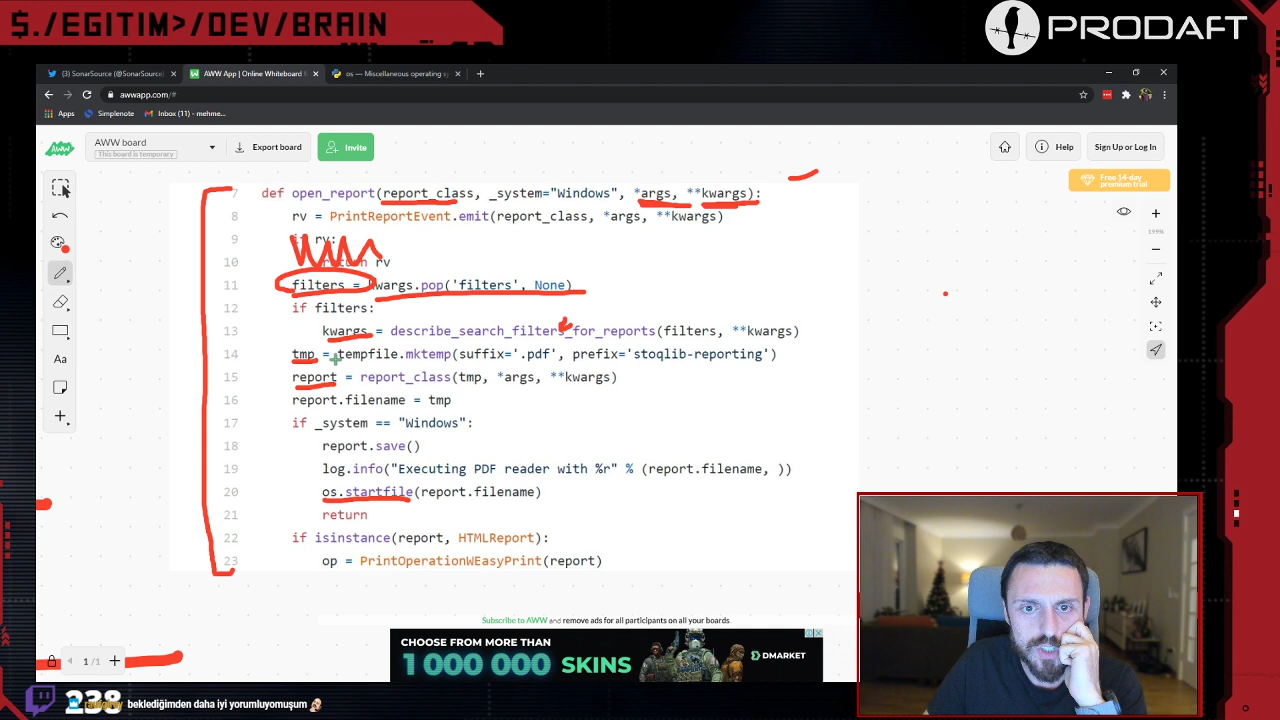 $./EGITIM>/DEV/BRAIN
PRODAFT
(3) SonarSource (@SonarSource)
AWW App | Online Whiteboard
os — Miscellaneous operating s
awwapp.com/#
Apps
Simplenote
Inbox (11) - mehme...
AWW board
This board is temporary
Export board
Invite
Help
Sign Up or Log In
Free 14-day
premium trial
199%
Aa
7 def open_report(report_class, _system="Windows", *args, **kwargs):
8 rv = PrintReportEvent.emit(report_class, *args, **kwargs)
9 rv:
10 return rv
11 filters = kwargs.pop('filters', None)
12 if filters:
13 kwargs = describe_search_filters_for_reports(filters, **kwargs)
14 tmp = tempfile.mktemp(suffix='.pdf', prefix='stoqlib-reporting')
15 report = report_class(tmp, *args, **kwargs)
16 report.filename = tmp
17 if _system == "Windows":
18 report.save()
19 log.info("Executing PDF reader with %r" % (report.filename, ))
20 os.startfile(report.filename)
21 return
22 if isinstance(report, HTMLReport):
23 op = PrintOperationWEasyPrint(report)
Subscribe to AWW and remove ads for all participants on all your boards
CHOOSE FROM MORE THAN
1 000 000 SKINS
DMARKET
1 /1
238
beklediğimden daha iyi yorumluyomuşum